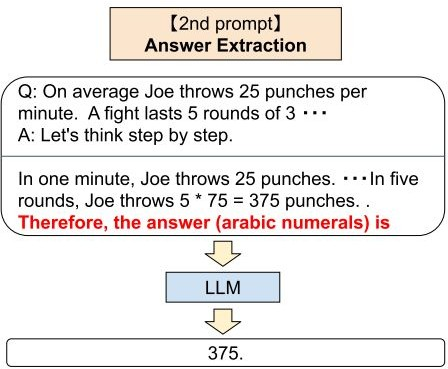 【2nd prompt】
Answer Extraction
Q: On average Joe throws 25 punches per
minute.  A fight lasts 5 rounds of 3 ･･･
A: Let's think step by step.
In one minute, Joe throws 25 punches. ･･･In five
rounds, Joe throws 5 * 75 = 375 punches. .
Therefore, the answer (arabic numerals) is
LLM
375.